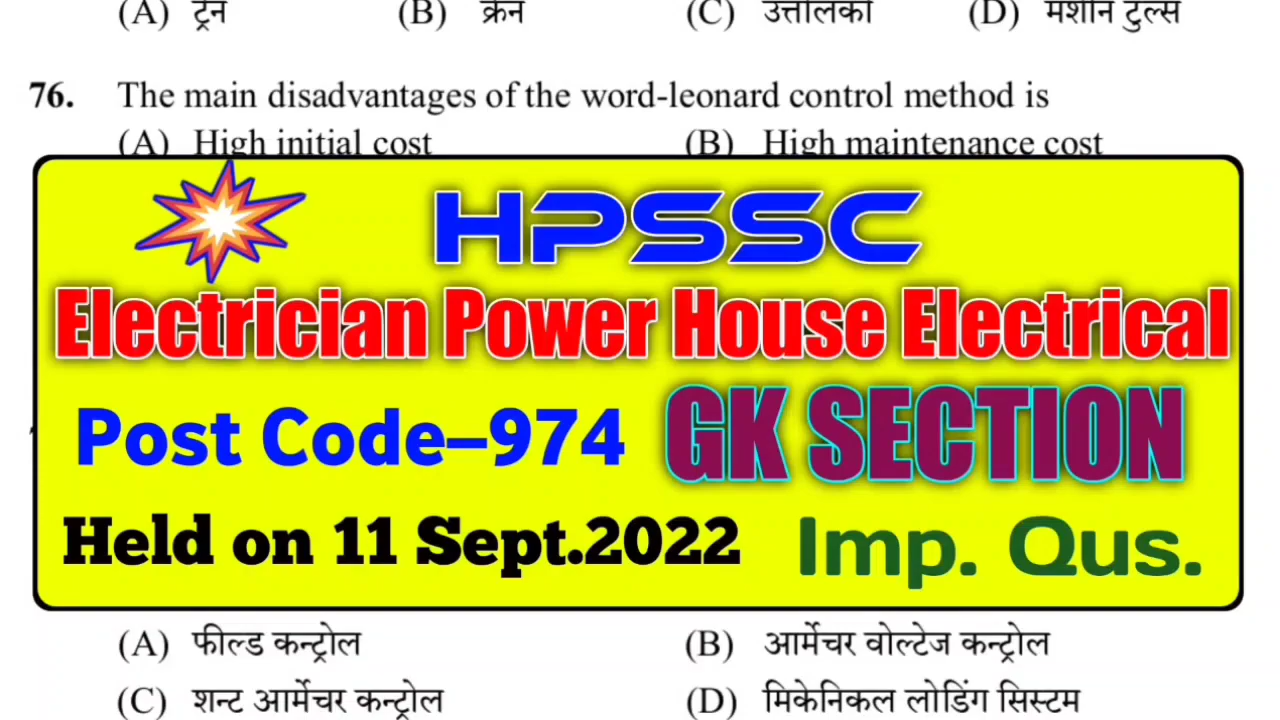 (A) ट्रेन (B) क्रेन (C) उत्तोलकों (D) मशीन टुल्स
76. The main disadvantages of the word-leonard control method is
(A) High initial cost (B) High maintenance cost
HPSSC
Electrician Power House Electrical
Post Code–974 GK SECTION
Held on 11 Sept.2022 Imp. Qus.
(A) फील्ड कन्ट्रोल (B) आर्मेचर वोल्टेज कन्ट्रोल
(C) शन्ट आर्मेचर कन्ट्रोल (D) मिकेनिकल लोडिंग सिस्टम